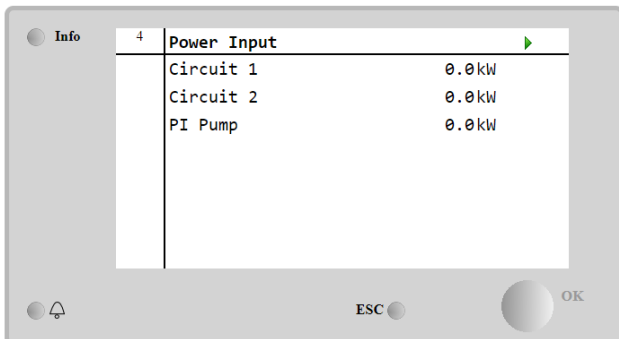 Info
4 Power Input
Circuit 1 0.0kW
Circuit 2 0.0kW
PI Pump 0.0kW
ESC
OK